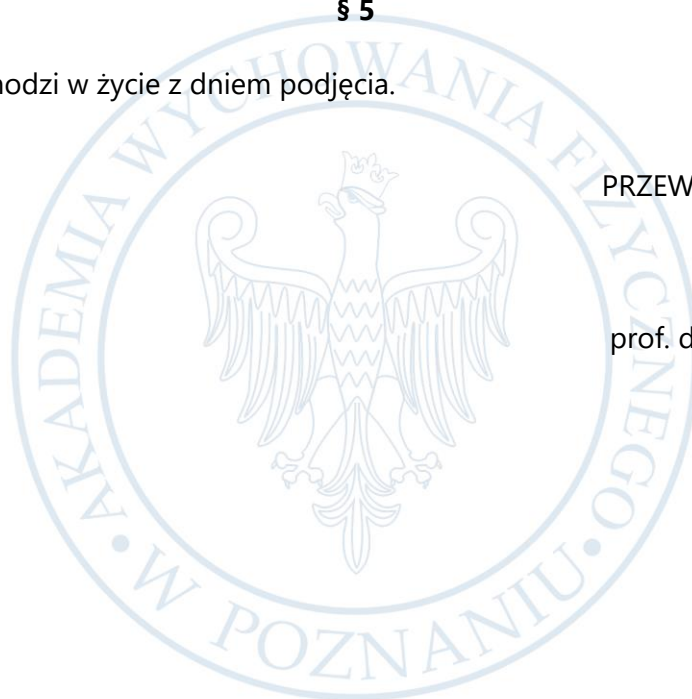 § 5
hodzi w życie z dniem podjęcia.
PRZEW
prof. d
AKADEMIA WYCHOWANIA FIZYCZNEGO
• W POZNANIU •